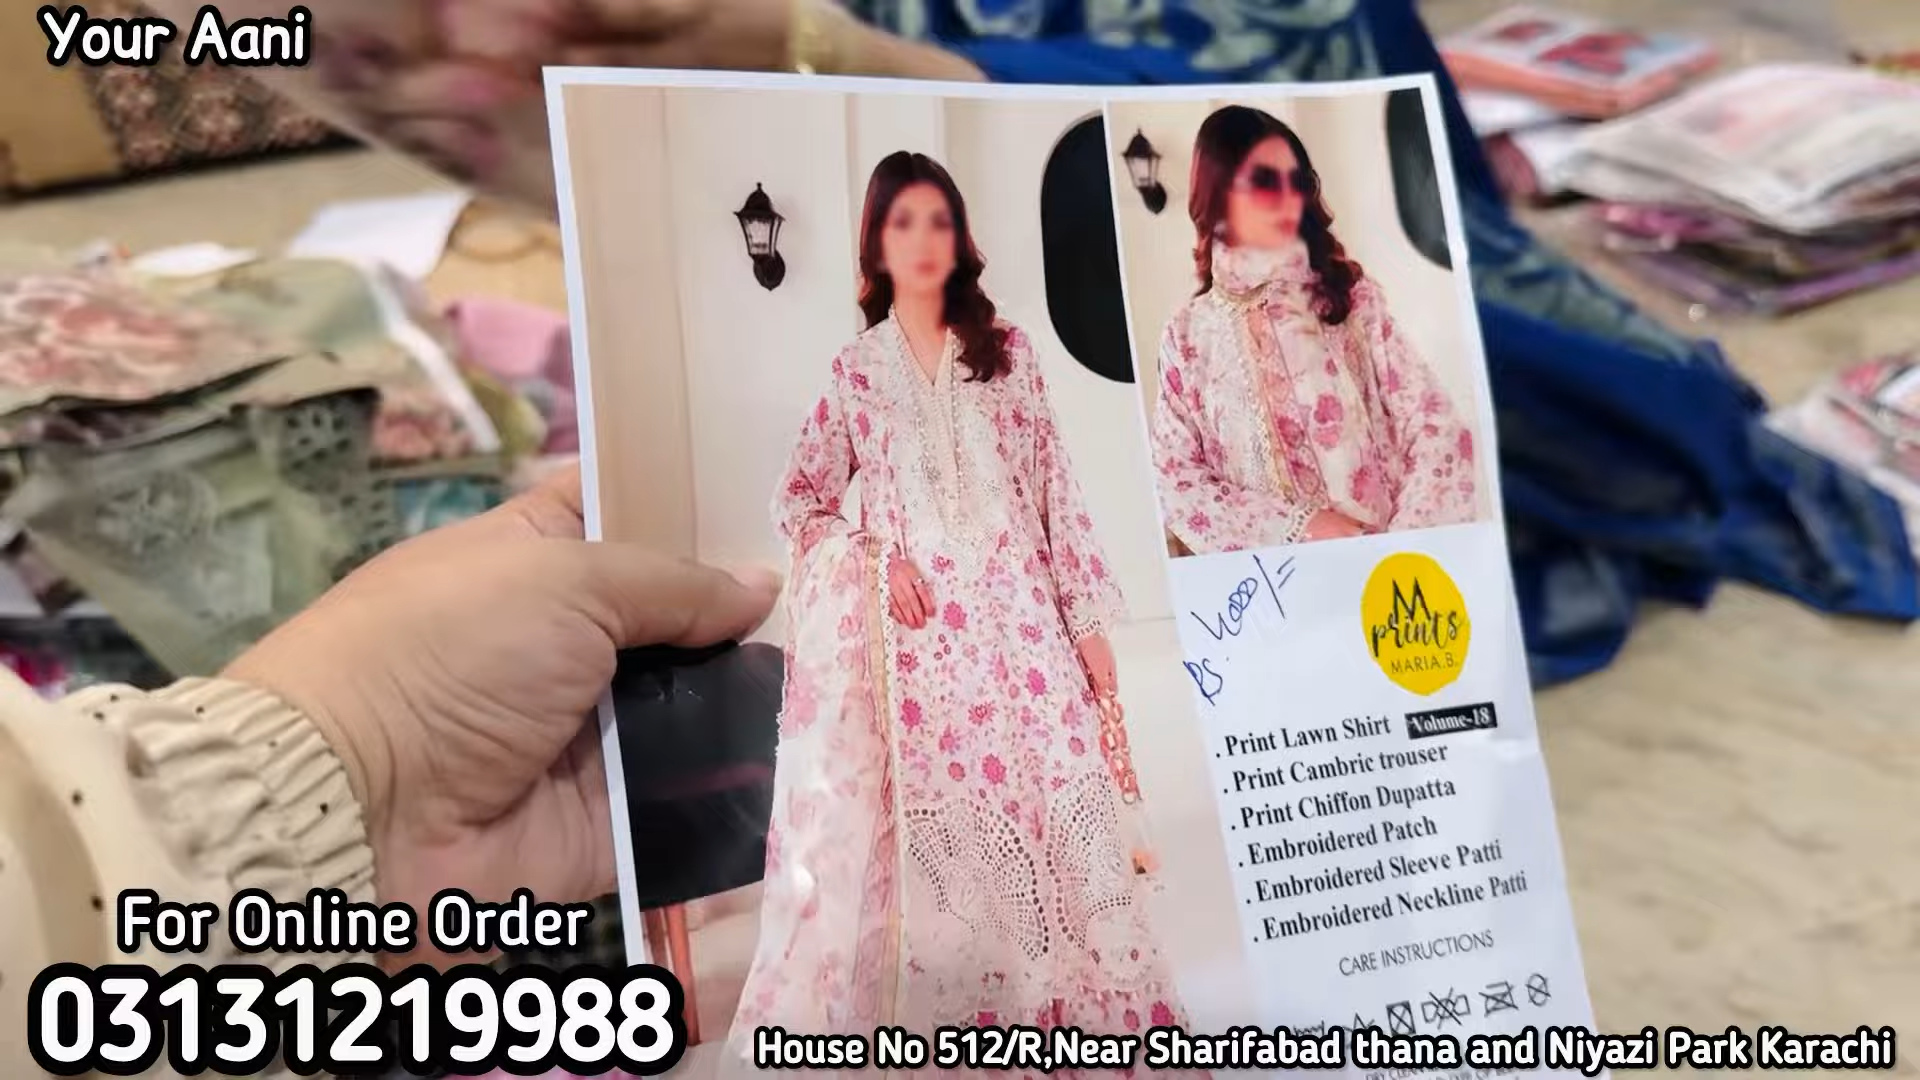 Your Aani
Rs. 4000/=
M
prints
MARIA.B.
. Print Lawn Shirt Volume-18
. Print Cambric trouser
. Print Chiffon Dupatta
. Embroidered Patch
. Embroidered Sleeve Patti
. Embroidered Neckline Patti
CARE INSTRUCTIONS
For Online Order
03131219988
House No 512/R,Near Sharifabad thana and Niyazi Park Karachi